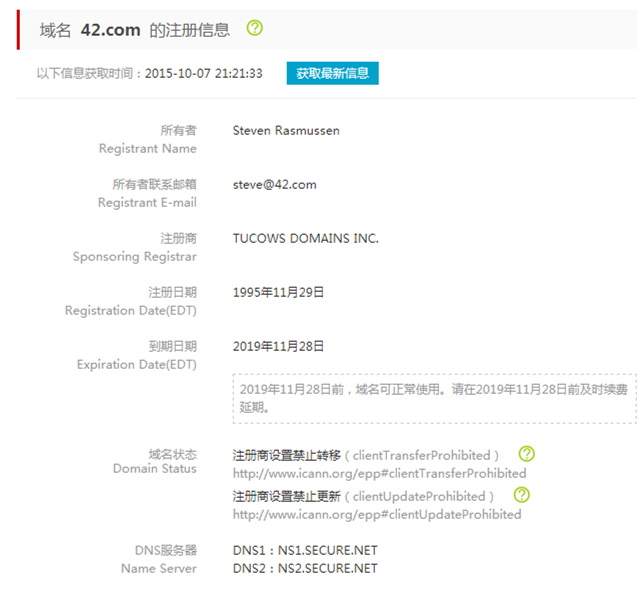 域名 42.com 的注册信息
以下信息获取时间：2015-10-07 21:21:33 获取最新信息
所有者 Steven Rasmussen
Registrant Name
所有者联系邮箱 steve@42.com
Registrant E-mail
注册商 TUCOWS DOMAINS INC.
Sponsoring Registrar
注册日期 1995年11月29日
Registration Date(EDT)
到期日期 2019年11月28日
Expiration Date(EDT)
2019年11月28日前，域名可正常使用。请在2019年11月28日前及时续费
延期。
域名状态 注册商设置禁止转移（clientTransferProhibited）
Domain Status http://www.icann.org/epp#clientTransferProhibited
注册商设置禁止更新（clientUpdateProhibited）
http://www.icann.org/epp#clientUpdateProhibited
DNS服务器 DNS1：NS1.SECURE.NET
Name Server DNS2：NS2.SECURE.NET